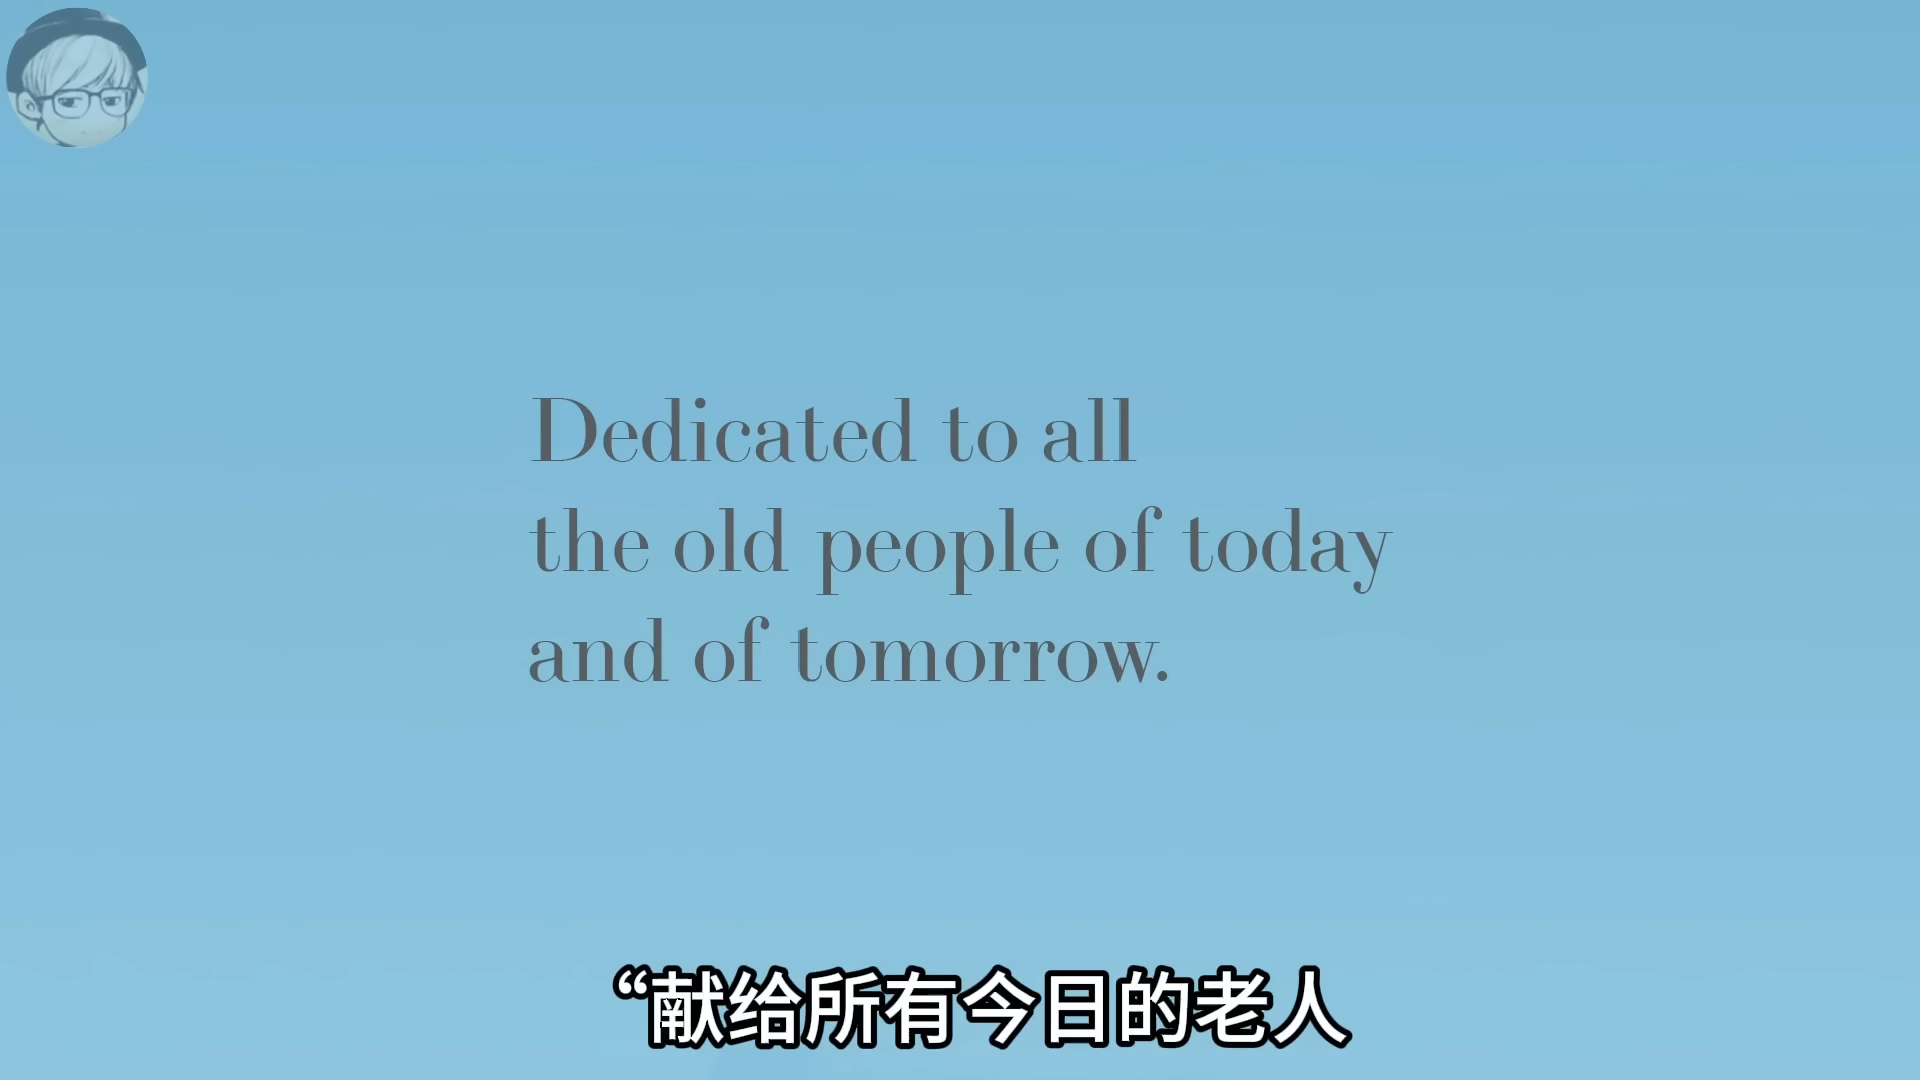 Dedicated to all
the old people of today
and of tomorrow.
“献给所有今日的老人